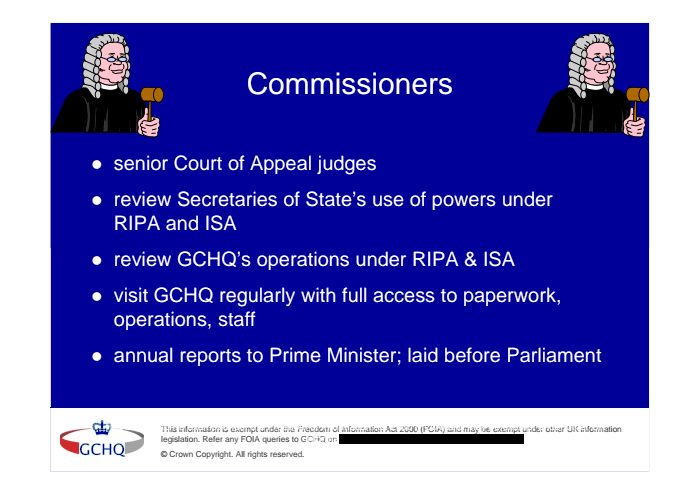 Commissioners
● senior Court of Appeal judges
● review Secretaries of State's use of powers under
RIPA and ISA
● review GCHQ's operations under RIPA & ISA
● visit GCHQ regularly with full access to paperwork,
operations, staff
● annual reports to Prime Minister; laid before Parliament
GCHQ
This information is exempt under the Freedom of Information Act 2000 (FOIA) and may be exempt under other UK information
legislation. Refer any FOIA queries to GCHQ on
© Crown Copyright. All rights reserved.